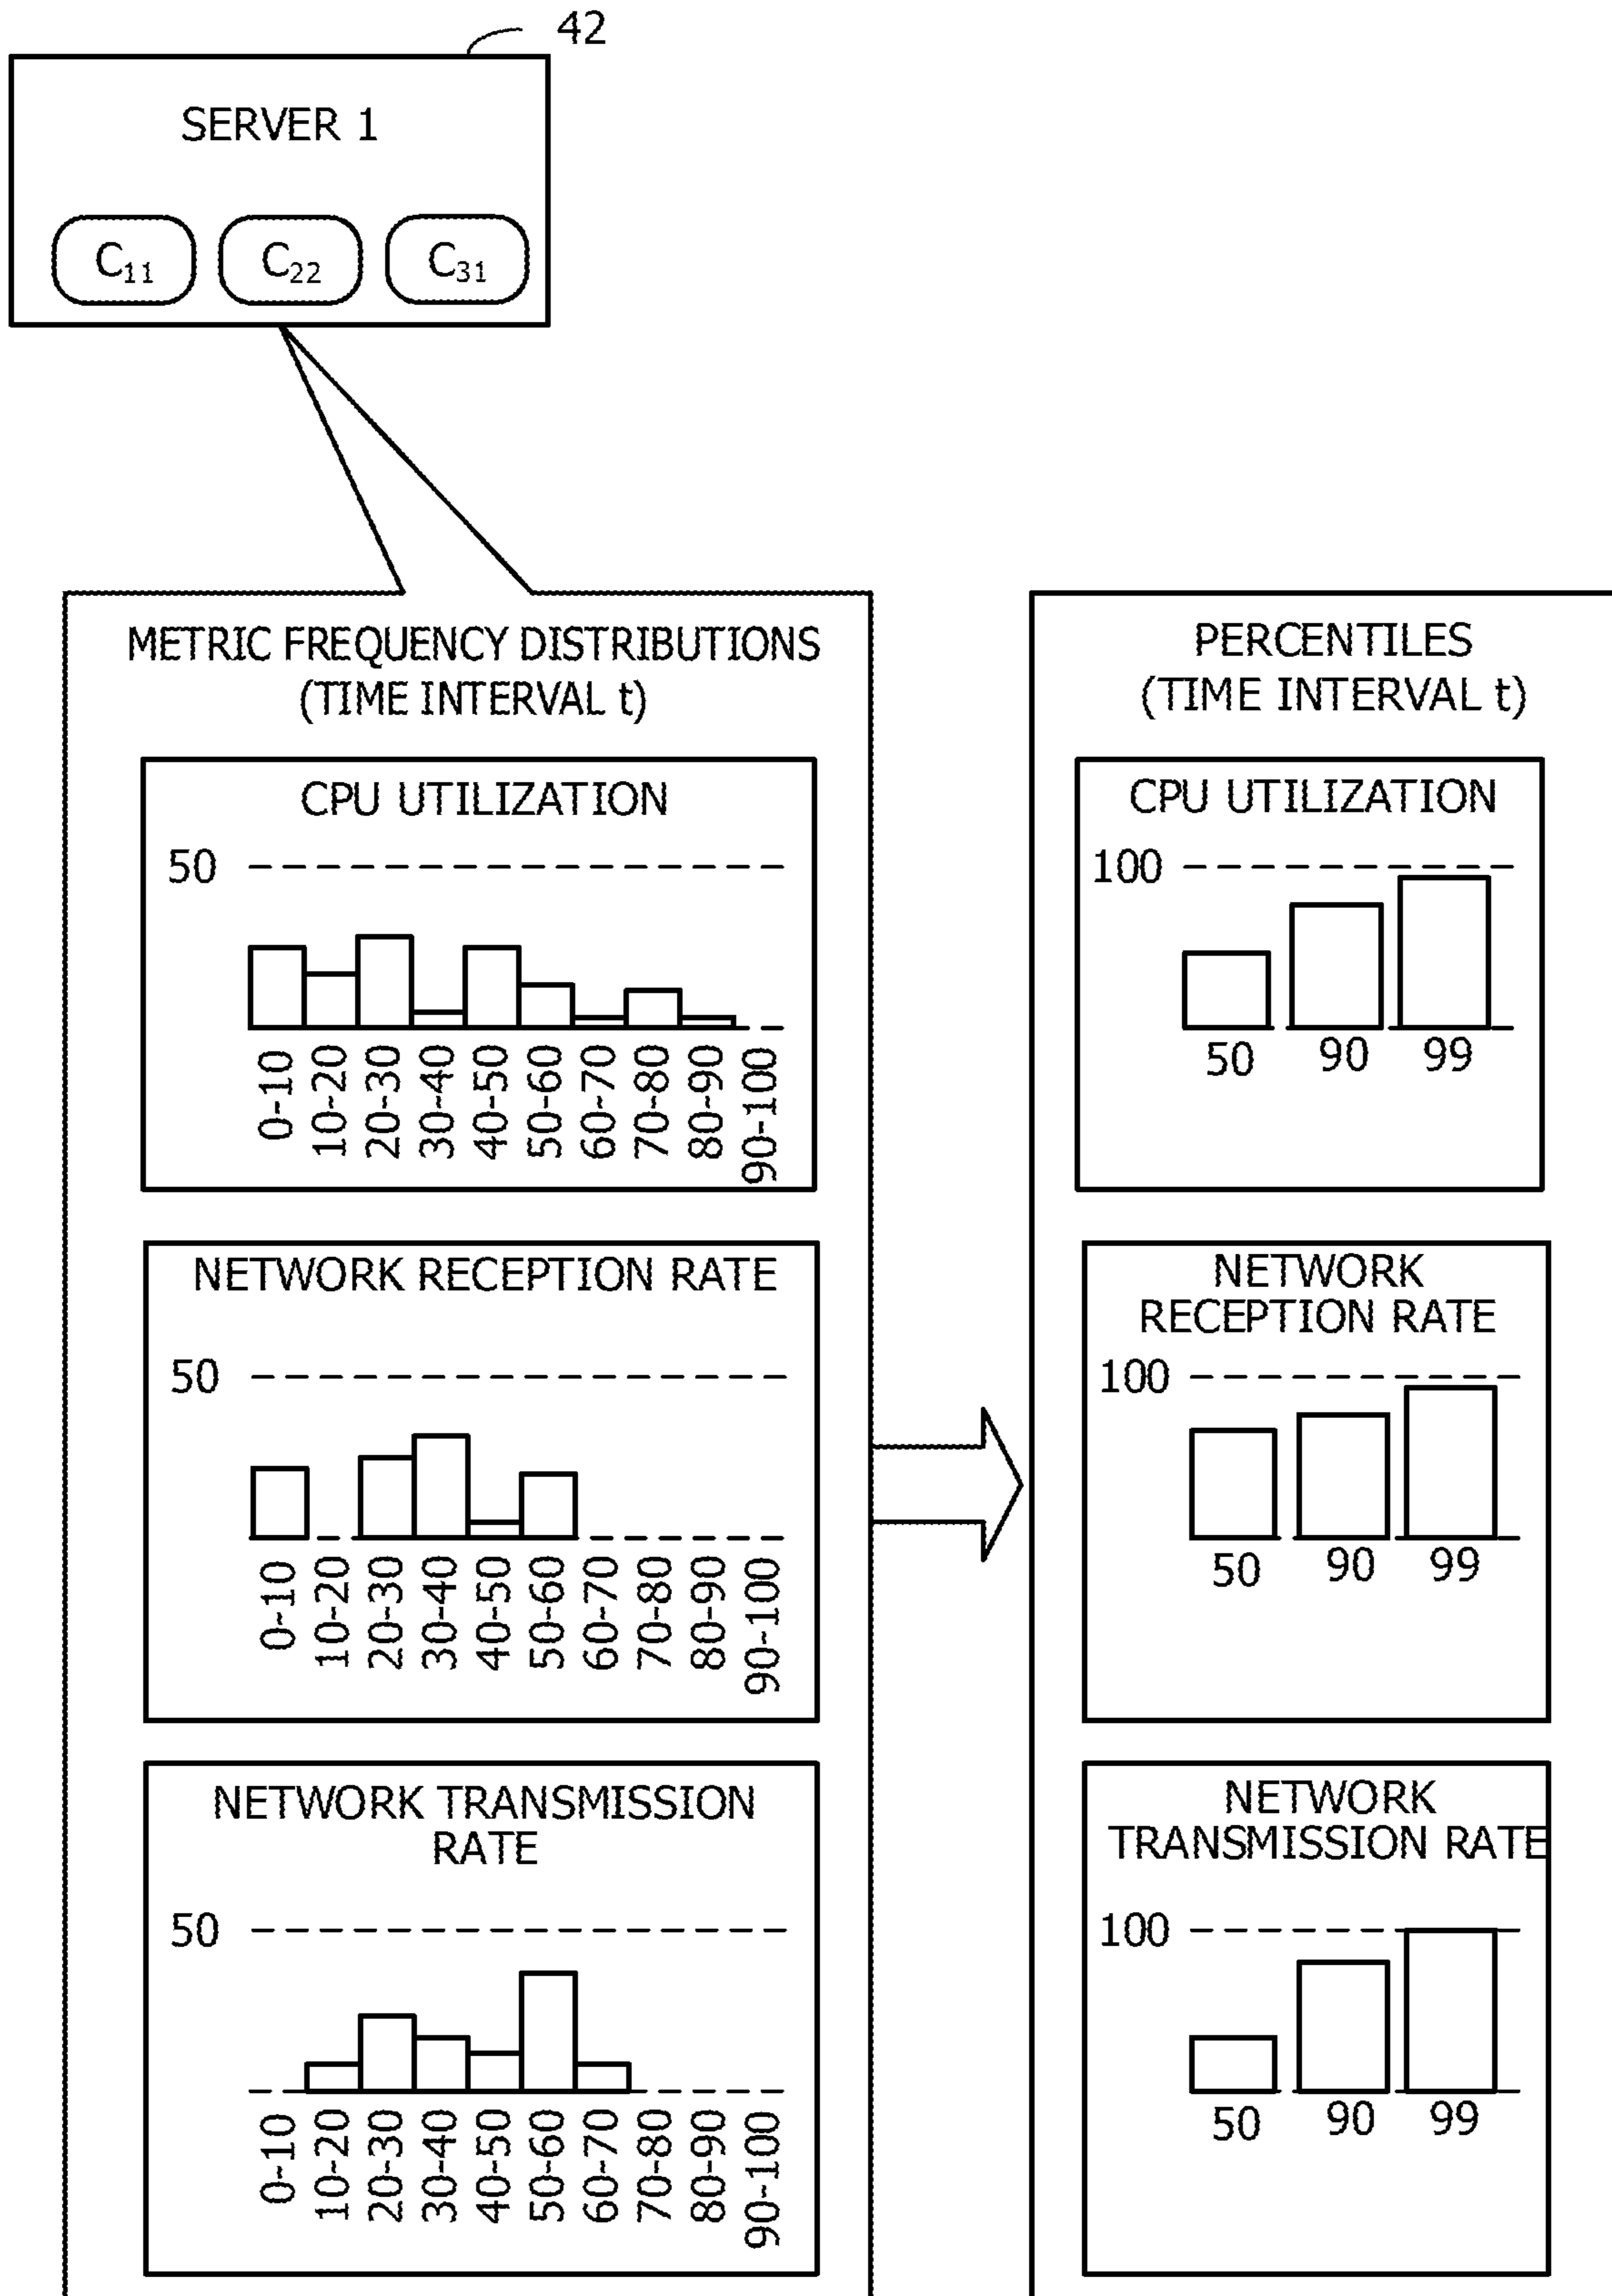 42
SERVER 1
C11 C22 C31
METRIC FREQUENCY DISTRIBUTIONS
(TIME INTERVAL t)
CPU UTILIZATION
50
0-10 10-20 20-30 30-40 40-50 50-60 60-70 70-80 80-90 90-100
NETWORK RECEPTION RATE
50
0-10 10-20 20-30 30-40 40-50 50-60 60-70 70-80 80-90 90-100
NETWORK TRANSMISSION
RATE
50
0-10 10-20 20-30 30-40 40-50 50-60 60-70 70-80 80-90 90-100
PERCENTILES
(TIME INTERVAL t)
CPU UTILIZATION
100
50 90 99
NETWORK
RECEPTION RATE
100
50 90 99
NETWORK
TRANSMISSION RATE
100
50 90 99